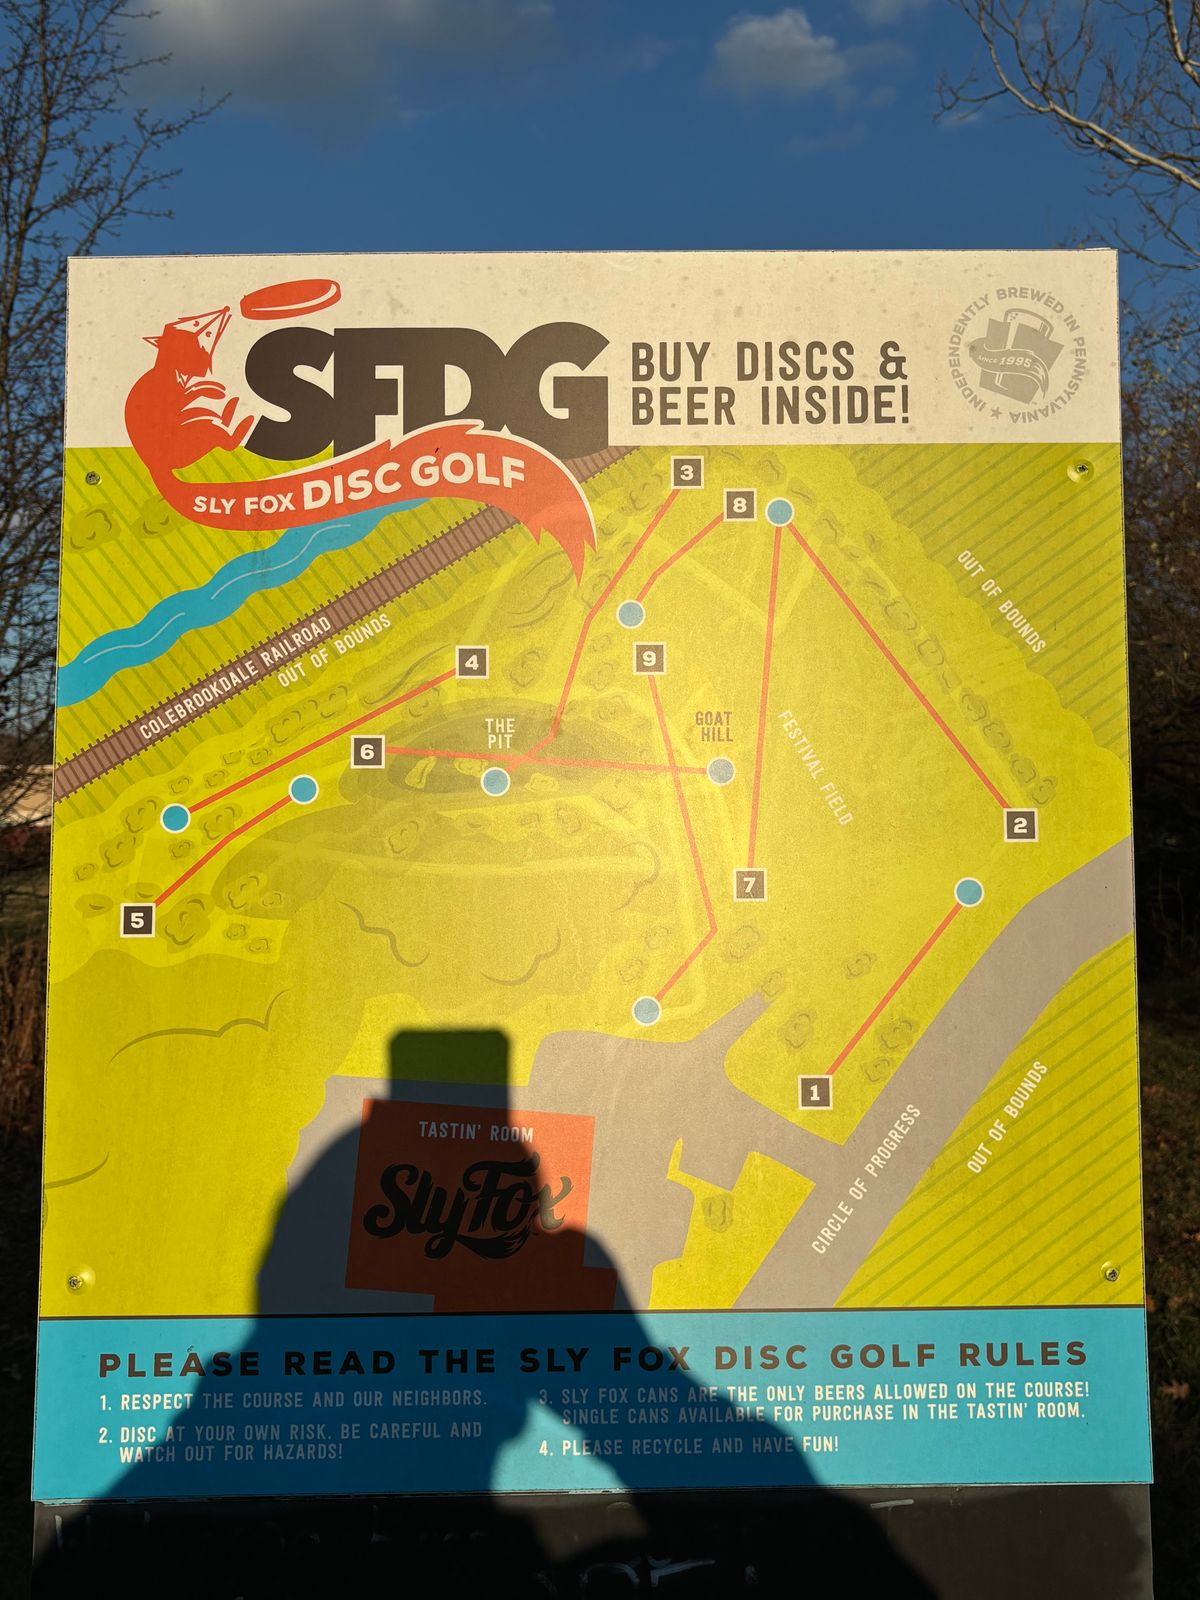 SFDG
SLY FOX DISC GOLF
BUY DISCS &
BEER INSIDE!
INDEPENDENTLY BREWED IN PENNSYLVANIA
SINCE 1995
3
8
OUT OF BOUNDS
COLEBROOKDALE RAILROAD
OUT OF BOUNDS
4
9
6
THE
PIT
GOAT
HILL
FESTIVAL FIELD
2
7
5
1
CIRCLE OF PROGRESS
OUT OF BOUNDS
TASTIN' ROOM
Sly Fox
PLEASE READ THE SLY FOX DISC GOLF RULES
1. RESPECT THE COURSE AND OUR NEIGHBORS.
2. DISC AT YOUR OWN RISK. BE CAREFUL AND
WATCH OUT FOR HAZARDS!
3. SLY FOX CANS ARE THE ONLY BEERS ALLOWED ON THE COURSE!
SINGLE CANS AVAILABLE FOR PURCHASE IN THE TASTIN' ROOM.
4. PLEASE RECYCLE AND HAVE FUN!